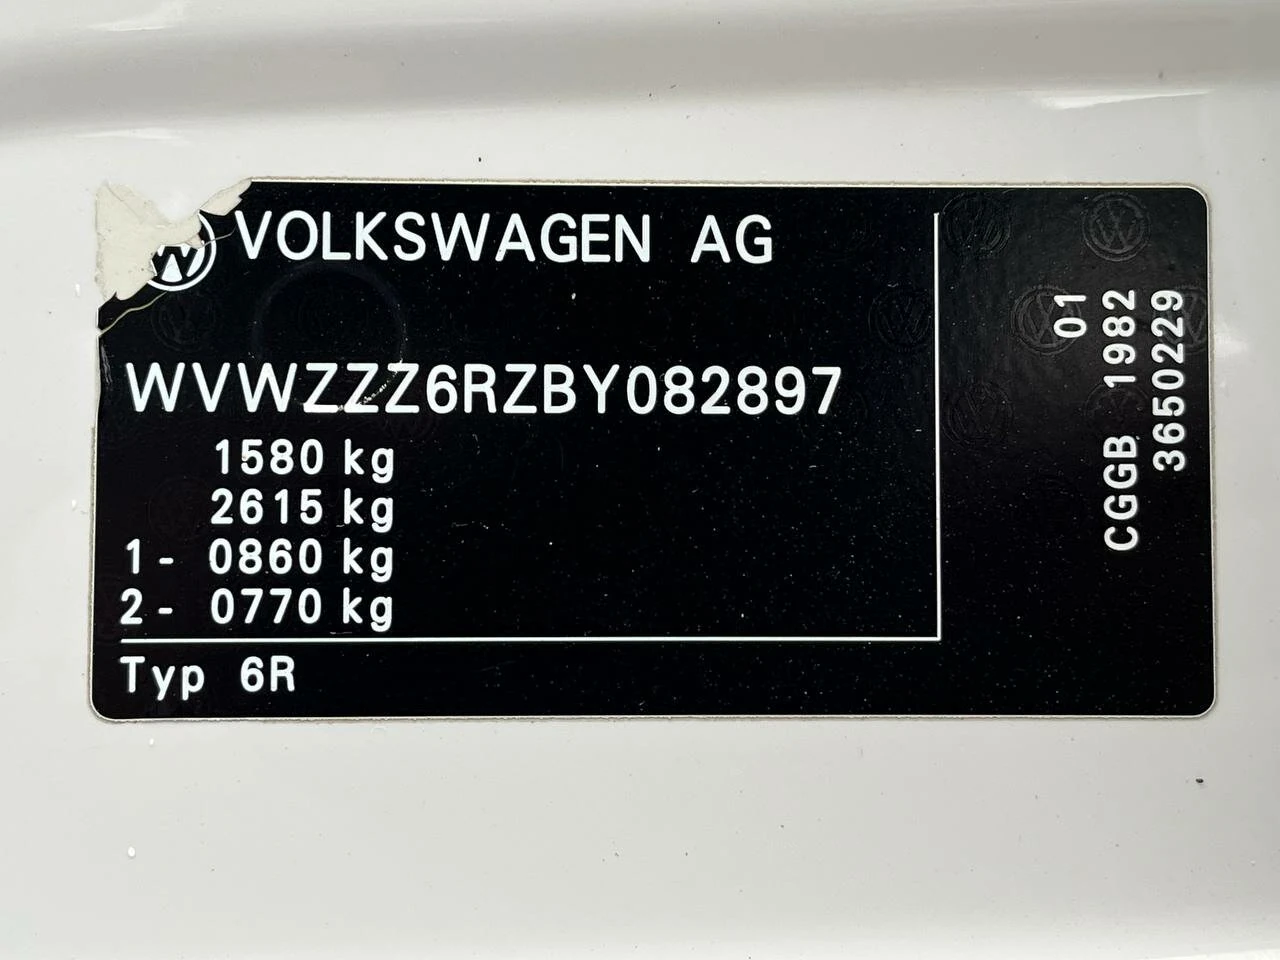 VOLKSWAGEN AG
WVWZZZ6RZBY082897
1580 kg
2615 kg
1- 0860 kg
2- 0770 kg
Typ 6R
01
CGGB 1982
3650229